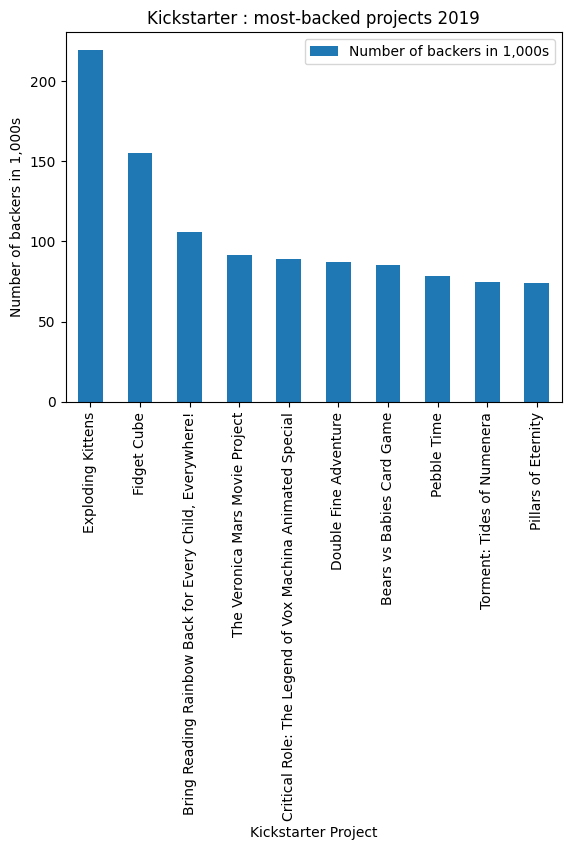 Kickstarter : most-backed projects 2019
Number of backers in 1,000s
Number of backers in 1,000s
200
150
100
50
0
Exploding Kittens
Fidget Cube
Bring Reading Rainbow Back for Every Child, Everywhere!
The Veronica Mars Movie Project
Critical Role: The Legend of Vox Machina Animated Special
Double Fine Adventure
Bears vs Babies Card Game
Pebble Time
Torment: Tides of Numenera
Pillars of Eternity
Kickstarter Project